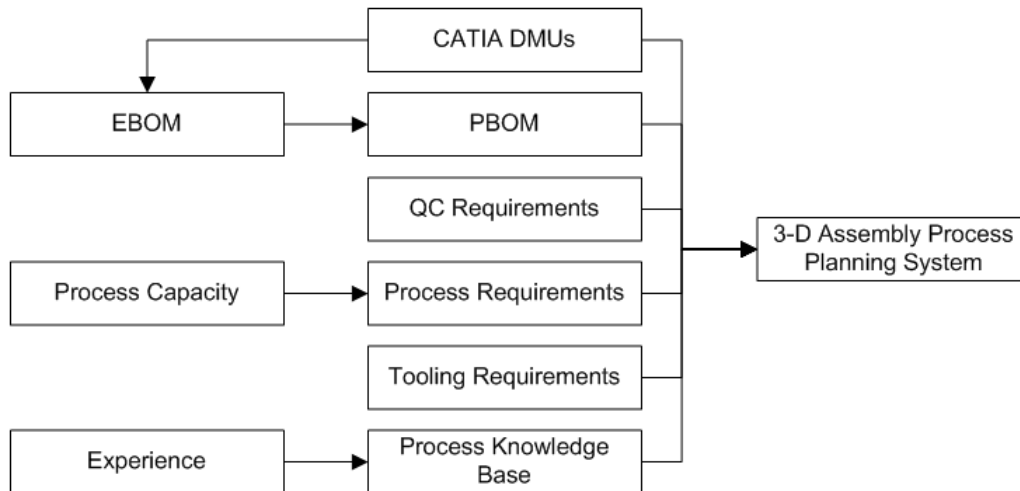 CATIA DMUs
EBOM
PBOM
QC Requirements
3-D Assembly Process
Planning System
Process Capacity
Process Requirements
Tooling Requirements
Experience
Process Knowledge
Base